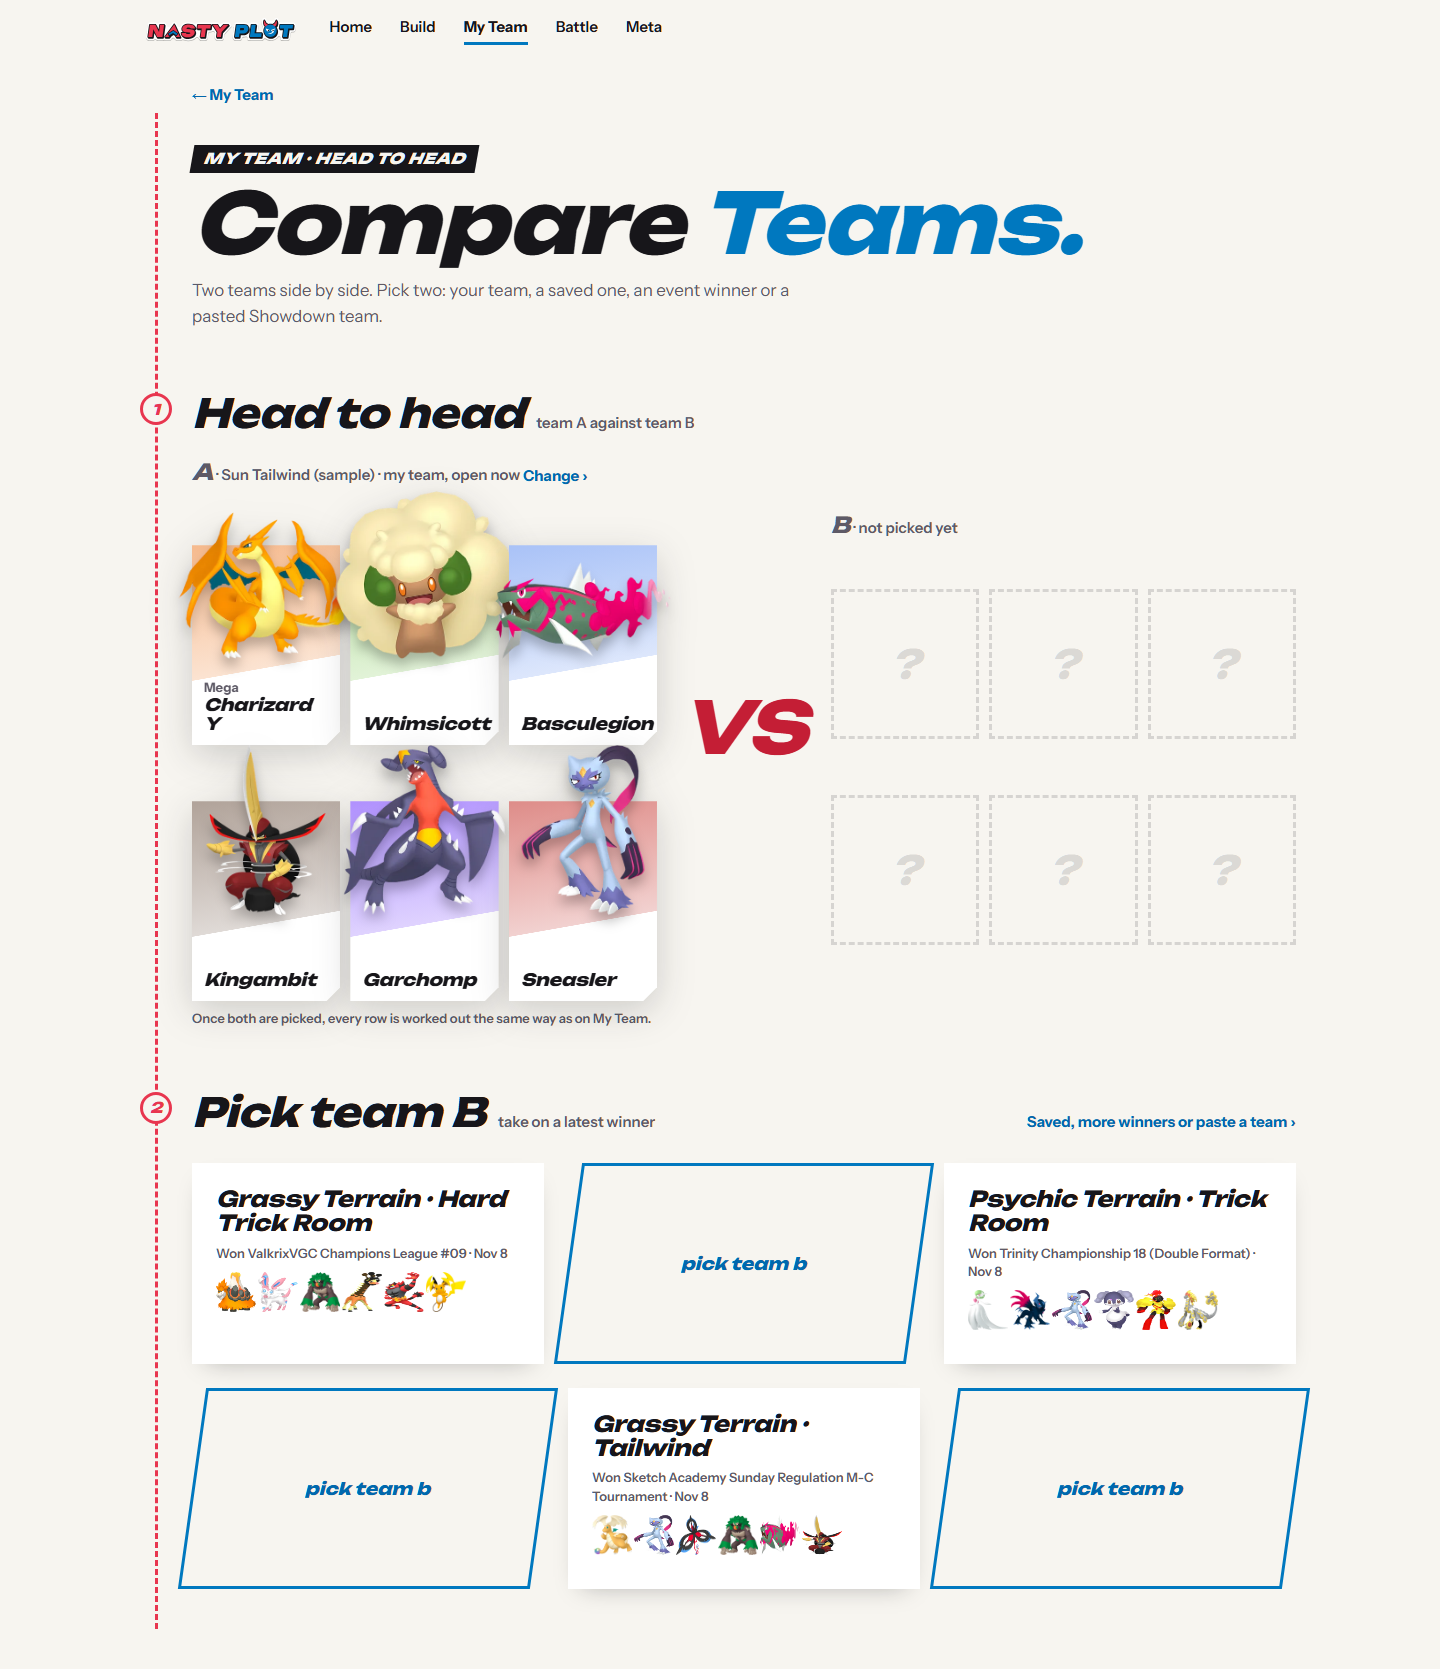 NASTY PLOT
Home
Build
My Team
Battle
Meta
← My Team
MY TEAM · HEAD TO HEAD
Compare Teams.
Two teams side by side. Pick two: your team, a saved one, an event winner or a
pasted Showdown team.
1
Head to head team A against team B
A · Sun Tailwind (sample) · my team, open now Change ›
B · not picked yet
Mega
Charizard
Y
Whimsicott
Basculegion
VS
?
?
?
Kingambit
Garchomp
Sneasler
?
?
?
Once both are picked, every row is worked out the same way as on My Team.
2
Pick team B take on a latest winner
Saved, more winners or paste a team ›
Grassy Terrain · Hard
Trick Room
Won ValkrixVGC Champions League #09 · Nov 8
pick team b
Psychic Terrain · Trick
Room
Won Trinity Championship 18 (Double Format) ·
Nov 8
pick team b
Grassy Terrain ·
Tailwind
Won Sketch Academy Sunday Regulation M-C
Tournament · Nov 8
pick team b